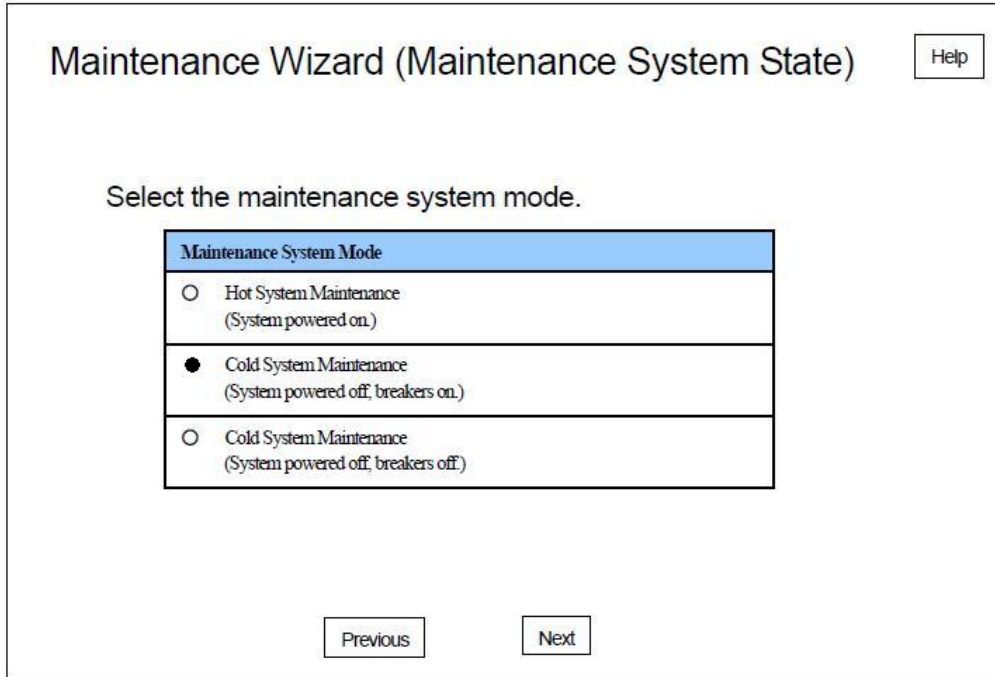 Maintenance Wizard (Maintenance System State)
Help
Select the maintenance system mode.
Maintenance System Mode
Hot System Maintenance
(System powered on.)
Cold System Maintenance
(System powered off, breakers on.)
Cold System Maintenance
(System powered off, breakers off.)
Previous
Next